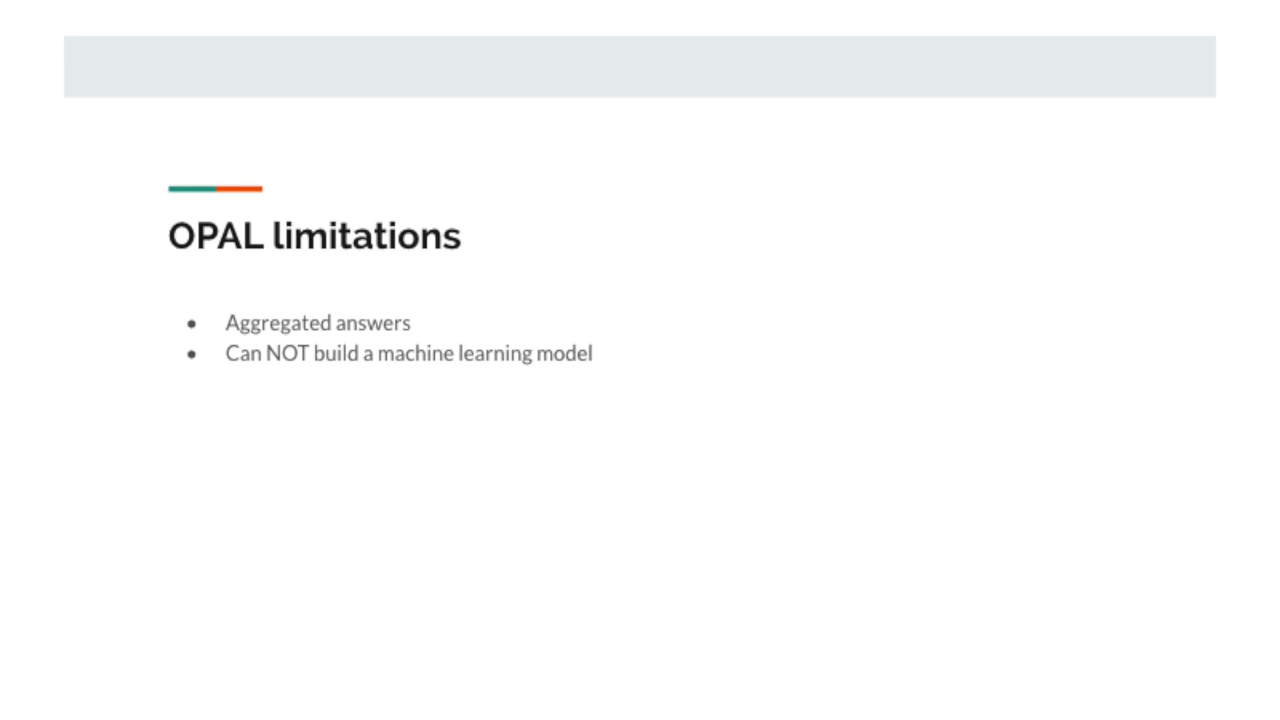 OPAL limitations
● Aggregated answers
● Can NOT build a machine learning model